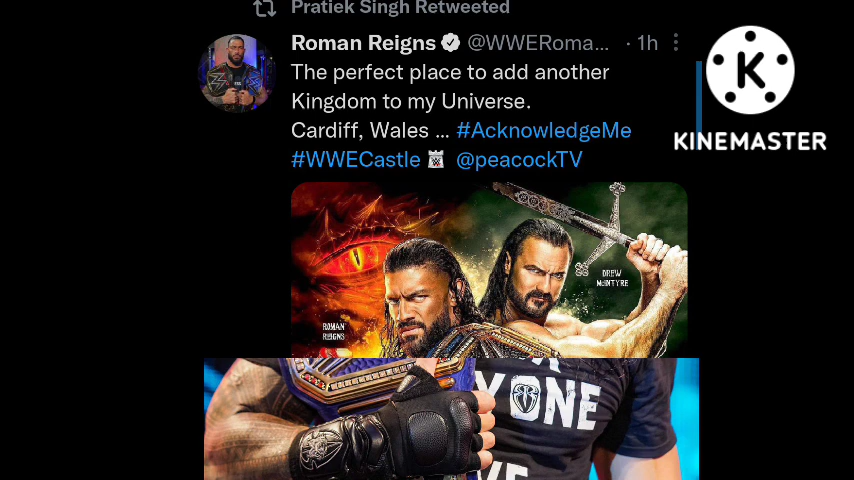 Pratiek Singh Retweeted
Roman Reigns @WWERoma... · 1h
The perfect place to add another
Kingdom to my Universe.
Cardiff, Wales ... #AcknowledgeMe
#WWECastle @peacockTV
K
KINEMASTER
DREW
McINTYRE
ROMAN
REIGNS
YONE